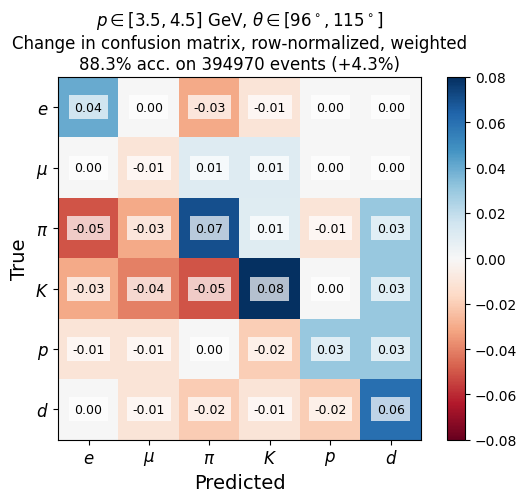 p ∈ [3.5, 4.5] GeV, θ ∈ [96°, 115°]
Change in confusion matrix, row-normalized, weighted
88.3% acc. on 394970 events (+4.3%)
True
e 0.04 0.00 -0.03 -0.01 0.00 0.00
μ 0.00 -0.01 0.01 0.01 0.00 0.00
π -0.05 -0.03 0.07 0.01 -0.01 0.03
K -0.03 -0.04 -0.05 0.08 0.00 0.03
p -0.01 -0.01 0.00 -0.02 0.03 0.03
d 0.00 -0.01 -0.02 -0.01 -0.02 0.06
e μ π K p d
Predicted
0.08
0.06
0.04
0.02
0.00
−0.02
−0.04
−0.06
−0.08